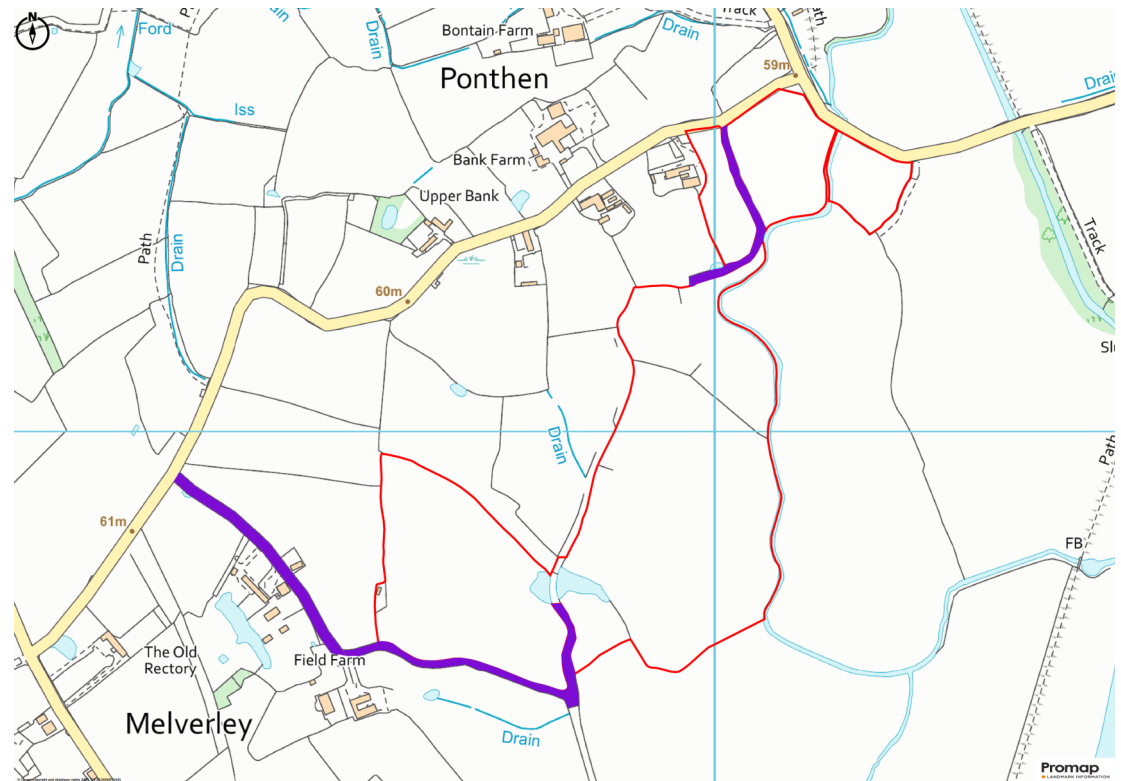 N
Ford
Drain
Drain
Bontain Farm
Drain
Track
Path
59m
Ponthen
Drain
Iss
Bank Farm
Upper Bank
Path
Drain
Track
60m
Drain
Path
61m
FB
The Old
Rectory
Field Farm
Melverley
Drain
Promap
LANDMARK INFORMATION